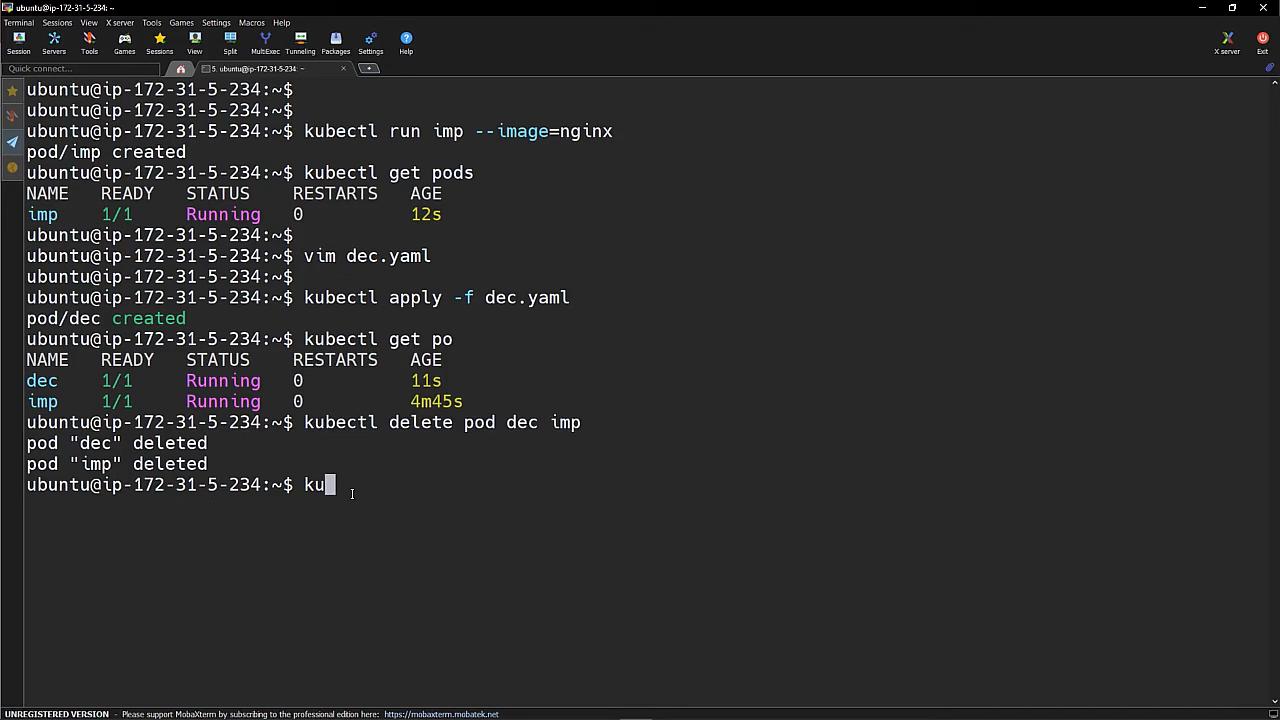 ubuntu@ip-172-31-5-234: ~
Terminal Sessions View X server Tools Games Settings Macros Help
Session Servers Tools Games Sessions View Split MultiExec Tunneling Packages Settings Help X server Exit
Quick connect... 5. ubuntu@ip-172-31-5-234: ~
ubuntu@ip-172-31-5-234:~$
ubuntu@ip-172-31-5-234:~$
ubuntu@ip-172-31-5-234:~$ kubectl run imp --image=nginx
pod/imp created
ubuntu@ip-172-31-5-234:~$ kubectl get pods
NAME READY STATUS RESTARTS AGE
imp 1/1 Running 0 12s
ubuntu@ip-172-31-5-234:~$
ubuntu@ip-172-31-5-234:~$ vim dec.yaml
ubuntu@ip-172-31-5-234:~$
ubuntu@ip-172-31-5-234:~$ kubectl apply -f dec.yaml
pod/dec created
ubuntu@ip-172-31-5-234:~$ kubectl get po
NAME READY STATUS RESTARTS AGE
dec 1/1 Running 0 11s
imp 1/1 Running 0 4m45s
ubuntu@ip-172-31-5-234:~$ kubectl delete pod dec imp
pod "dec" deleted
pod "imp" deleted
ubuntu@ip-172-31-5-234:~$ ku
UNREGISTERED VERSION - Please support MobaXterm by subscribing to the professional edition here: https://mobaxterm.mobatek.net